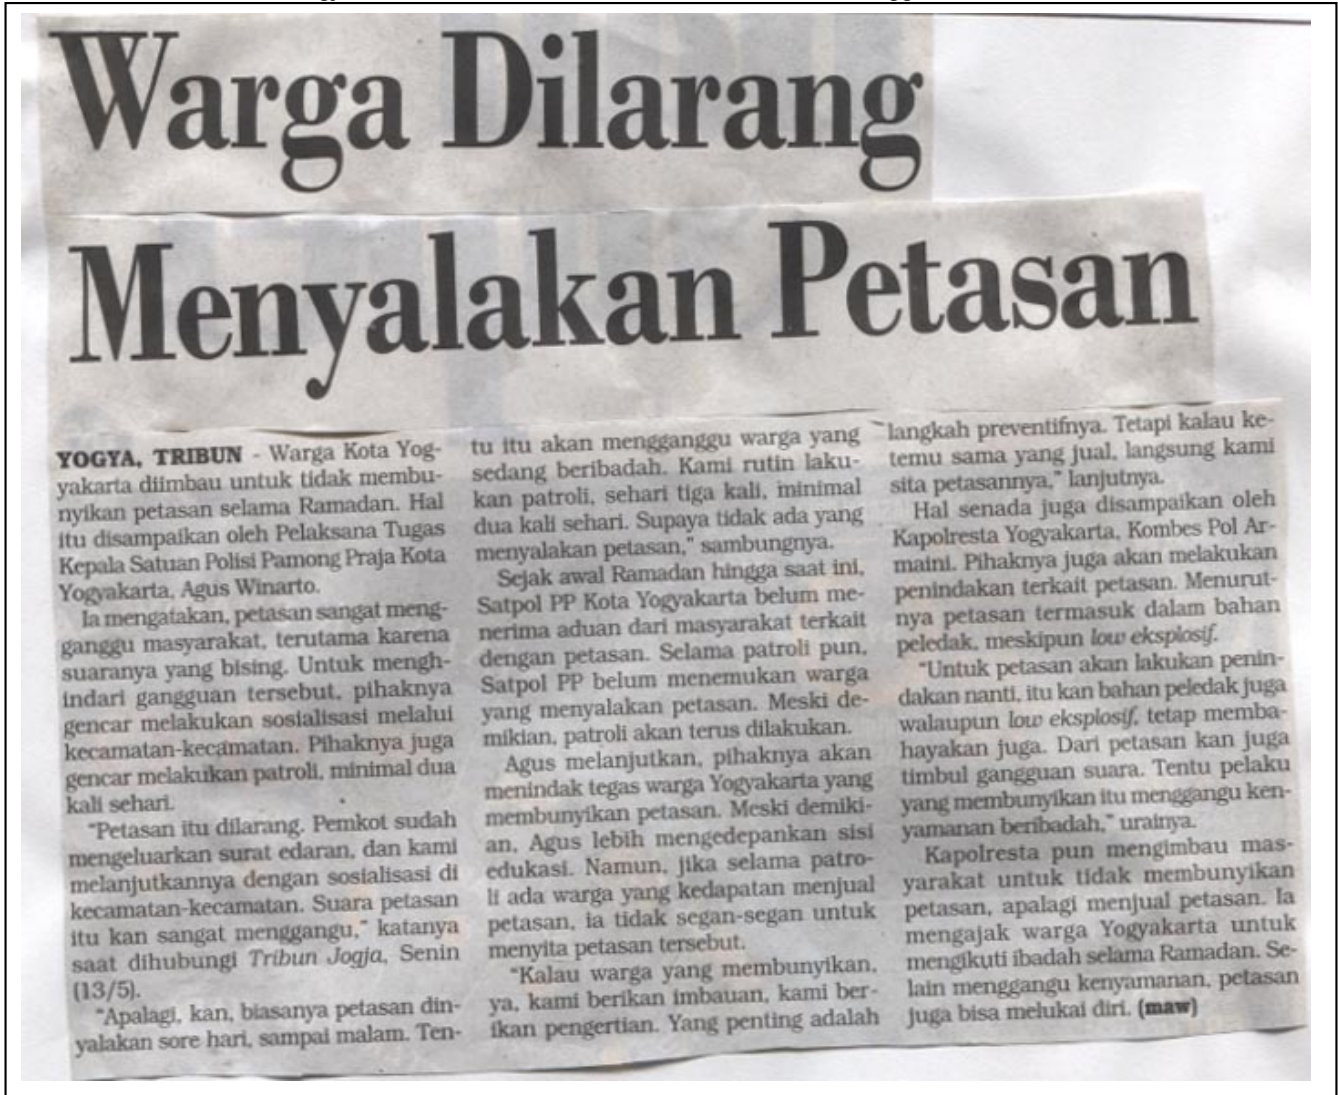 Warga Dilarang
Menyalakan Petasan
YOGYA, TRIBUN - Warga Kota Yog-
yakarta diimbau untuk tidak membu-
nyikan petasan selama Ramadan. Hal
itu disampaikan oleh Pelaksana Tugas
Kepala Satuan Polisi Pamong Praja Kota
Yogyakarta, Agus Winarto.
Ia mengatakan, petasan sangat meng-
ganggu masyarakat, terutama karena
suaranya yang bising. Untuk mengh-
indari gangguan tersebut, pihaknya
gencar melakukan sosialisasi melalui
kecamatan-kecamatan. Pihaknya juga
gencar melakukan patroli, minimal dua
kali sehari.
"Petasan itu dilarang. Pemkot sudah
mengeluarkan surat edaran, dan kami
melanjutkannya dengan sosialisasi di
kecamatan-kecamatan. Suara petasan
itu kan sangat menggangu," katanya
saat dihubungi Tribun Jogja, Senin
(13/5).
"Apalagi, kan, biasanya petasan din-
yalakan sore hari, sampai malam. Ten-
tu itu akan mengganggu warga yang
sedang beribadah. Kami rutin laku-
kan patroli, sehari tiga kali, minimal
dua kali sehari. Supaya tidak ada yang
menyalakan petasan," sambungnya.
Sejak awal Ramadan hingga saat ini,
Satpol PP Kota Yogyakarta belum me-
nerima aduan dari masyarakat terkait
dengan petasan. Selama patroli pun,
Satpol PP belum menemukan warga
yang menyalakan petasan. Meski de-
mikian, patroli akan terus dilakukan.
Agus melanjutkan, pihaknya akan
menindak tegas warga Yogyakarta yang
membunyikan petasan. Meski demiki-
an, Agus lebih mengedepankan sisi
edukasi. Namun, jika selama patro-
li ada warga yang kedapatan menjual
petasan, ia tidak segan-segan untuk
menyita petasan tersebut.
"Kalau warga yang membunyikan,
ya, kami berikan imbauan, kami ber-
ikan pengertian. Yang penting adalah
langkah preventifnya. Tetapi kalau ke-
temu sama yang jual, langsung kami
sita petasannya," lanjutnya.
Hal senada juga disampaikan oleh
Kapolresta Yogyakarta, Kombes Pol Ar-
maini. Pihaknya juga akan melakukan
penindakan terkait petasan. Menurut-
nya petasan termasuk dalam bahan
peledak, meskipun low eksplosif.
"Untuk petasan akan lakukan penin-
dakan nanti, itu kan bahan peledak juga
walaupun low eksplosif, tetap memba-
hayakan juga. Dari petasan kan juga
timbul gangguan suara. Tentu pelaku
yang membunyikan itu menggangu ken-
yamanan beribadah," urainya.
Kapolresta pun mengimbau mas-
yarakat untuk tidak membunyikan
petasan, apalagi menjual petasan. Ia
mengajak warga Yogyakarta untuk
mengikuti ibadah selama Ramadan. Se-
lain menggangu kenyamanan, petasan
juga bisa melukai diri. (maw)